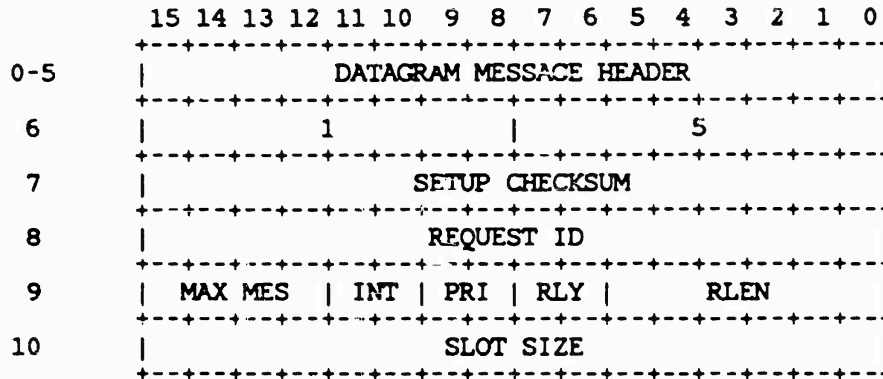 15 14 13 12 11 10 9 8 7 6 5 4 3 2 1 0
0-5 | DATAGRAM MESSAGE HEADER
6 | 1 | 5
7 | SETUP CHECKSUM
8 | REQUEST ID
9 | MAX MES | INT | PRI | RLY | RLEN
10 | SLOT SIZE